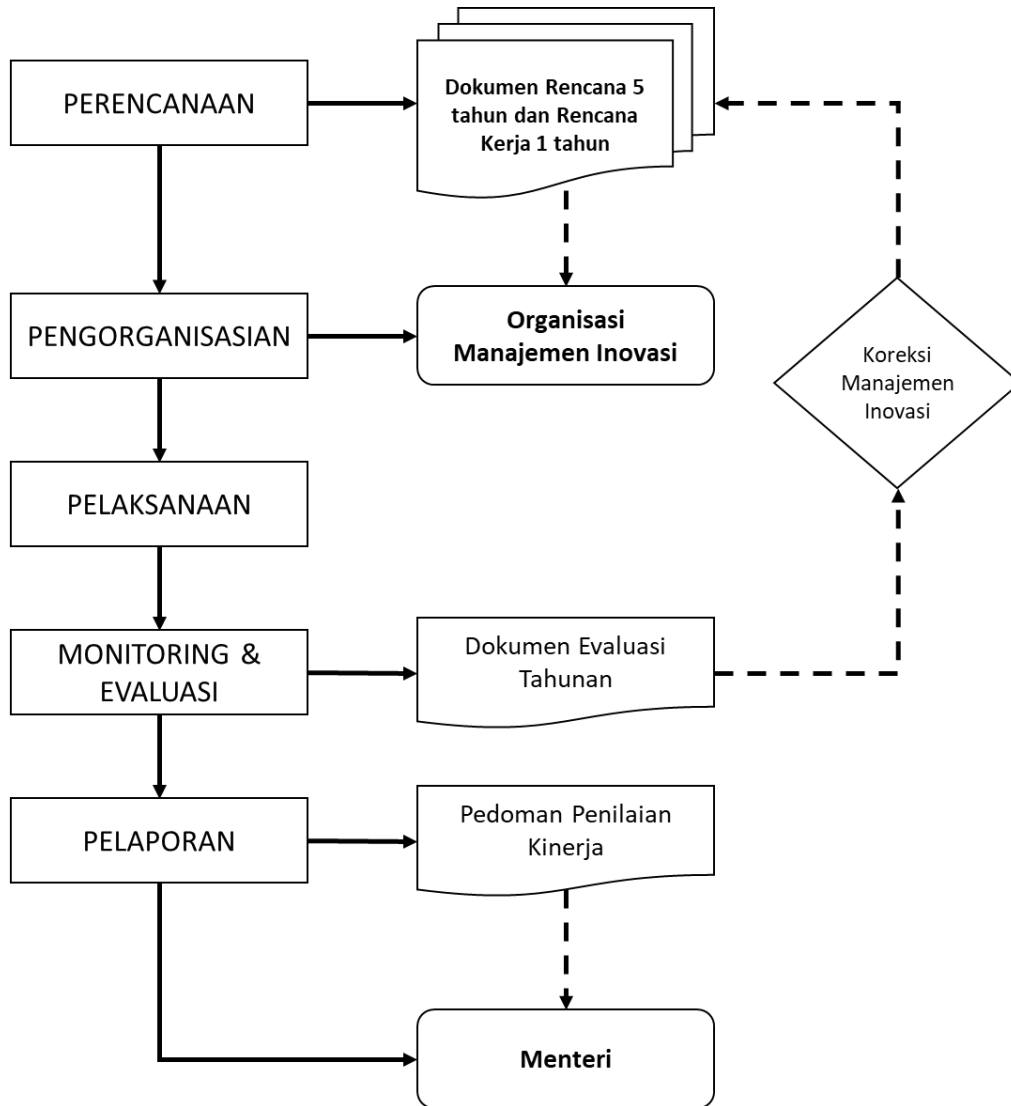 PERENCANAAN
Dokumen Rencana 5
tahun dan Rencana
Kerja 1 tahun
PENGORGANISASIAN
Organisasi
Manajemen Inovasi
Koreksi
Manajemen
Inovasi
PELAKSANAAN
MONITORING &
EVALUASI
Dokumen Evaluasi
Tahunan
PELAPORAN
Pedoman Penilaian
Kinerja
Menteri